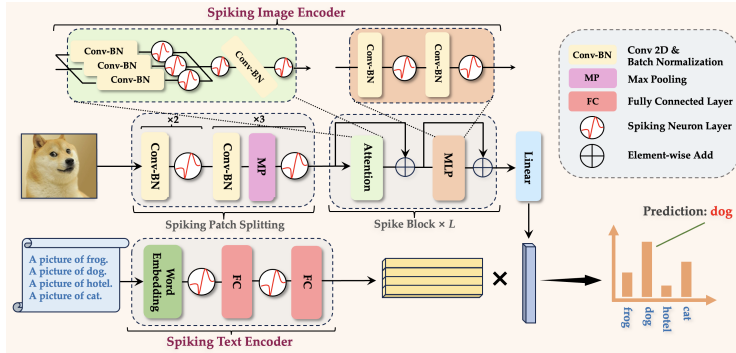 Spiking Image Encoder
Conv-BN
Conv-BN
Conv-BN
Conv-BN
Conv-BN
Conv-BN
Conv-BN
Conv 2D &
Batch Normalization
MP
Max Pooling
FC
Fully Connected Layer
Spiking Neuron Layer
Element-wise Add
×2
×3
Conv-BN
Conv-BN
MP
Attention
MLP
Linear
Spiking Patch Splitting
Spike Block × L
A picture of frog.
A picture of dog.
A picture of hotel.
A picture of cat.
Word
Embedding
FC
FC
×
Spiking Text Encoder
Prediction: dog
frog
dog
hotel
cat